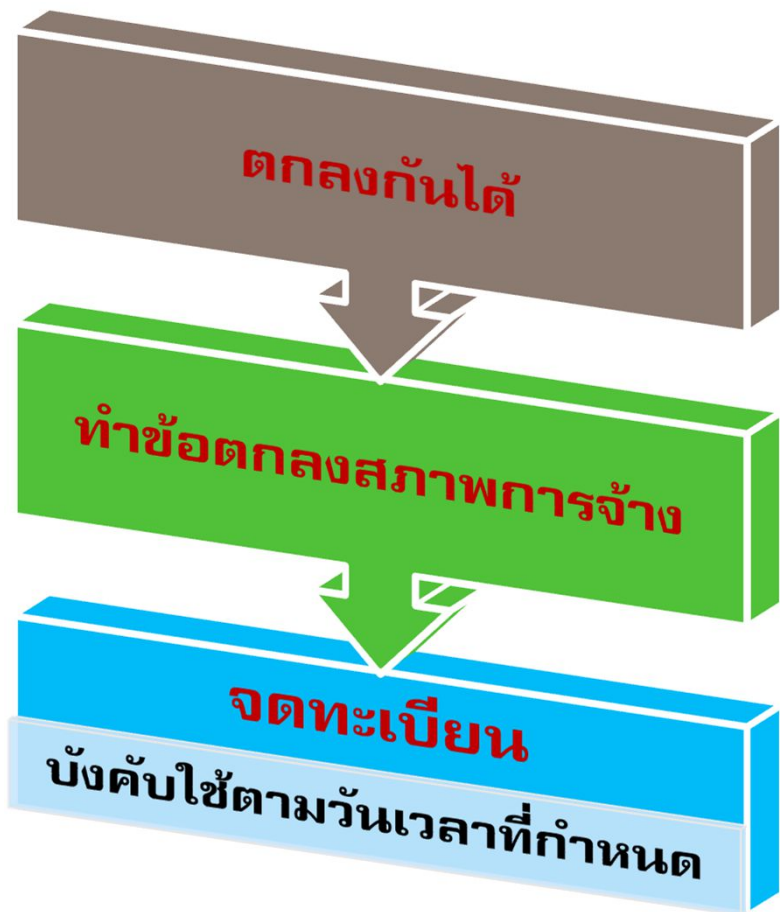 ตกลงกันได้
ทำข้อตกลงสภาพการจ้าง
จดทะเบียน
บังคับใช้ตามวันเวลาที่กำหนด